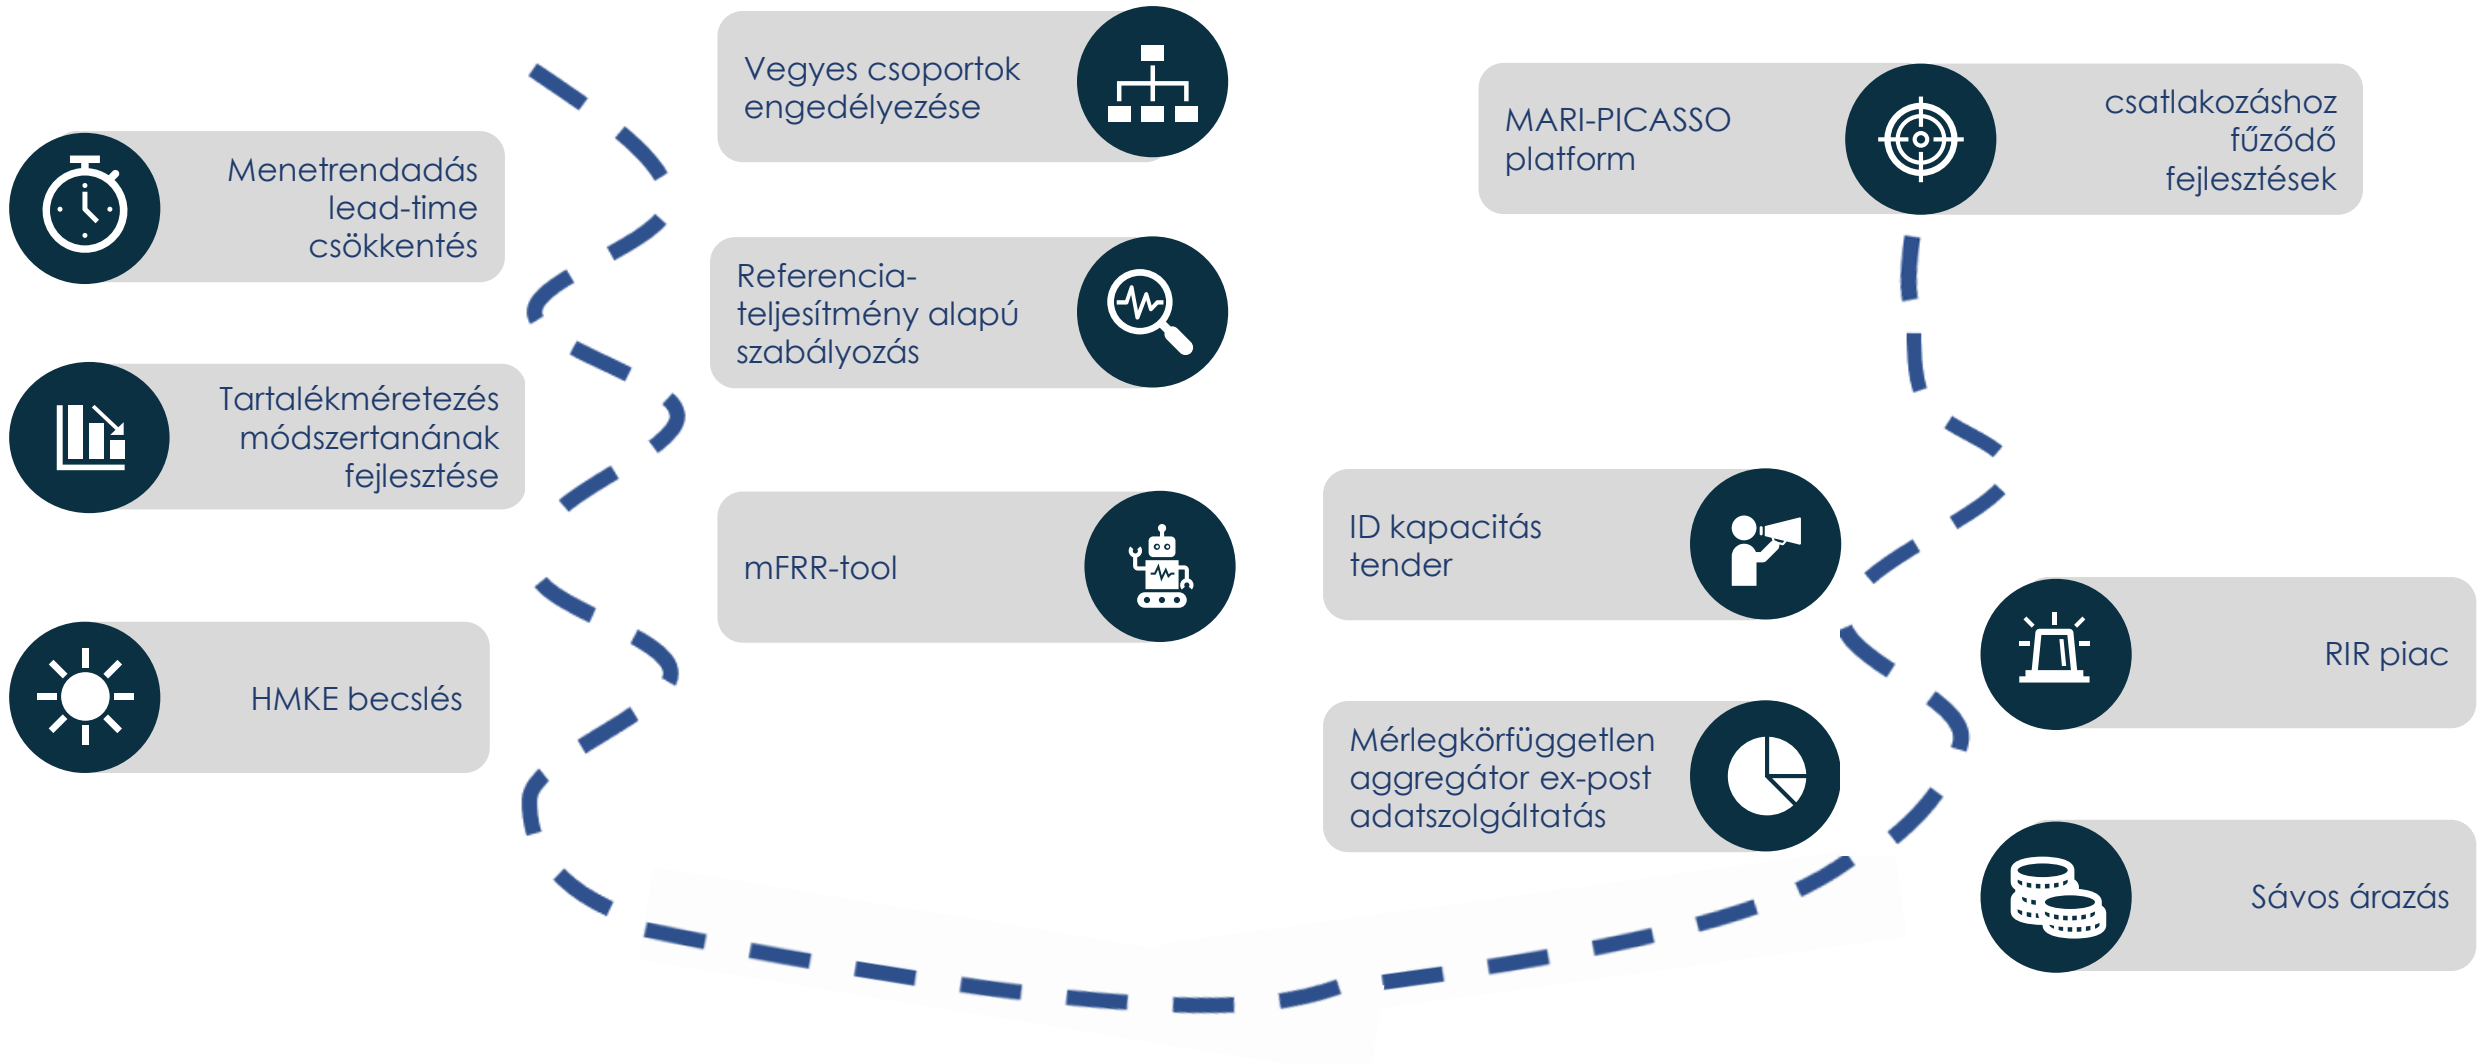 Vegyes csoportok
engedélyezése
Menetrendadás
lead-time
csökkentés
Referencia-
teljesítmény alapú
szabályozás
Tartalékméretezés
módszertanának
fejlesztése
mFRR-tool
HMKE becslés
MARI-PICASSO
platform
csatlakozáshoz
fűződő
fejlesztések
ID kapacitás
tender
RIR piac
Mérlegkörfüggetlen
aggregátor ex-post
adatszolgáltatás
Sávos árazás